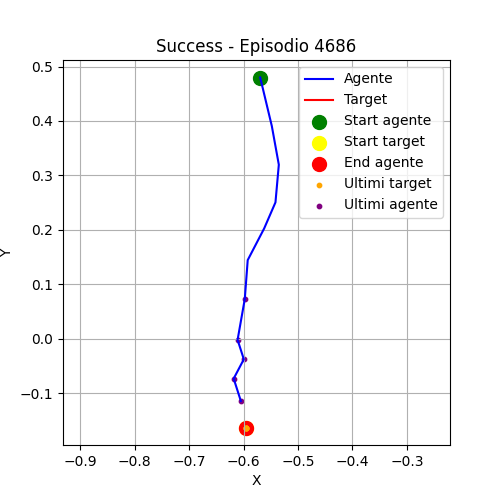 Success - Episodio 4686
Agente
Target
Start agente
Start target
End agente
Ultimi target
Ultimi agente
0.5
0.4
0.3
0.2
0.1
0.0
−0.1
Y
−0.9 −0.8 −0.7 −0.6 −0.5 −0.4 −0.3
X